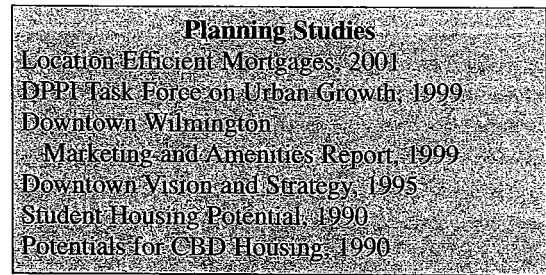 Planning Studies
Location Efficient Mortgages, 2001
DPPI Task Force on Urban Growth, 1999
Downtown Wilmington
Marketing and Amenities Report, 1999
Downtown Vision and Strategy, 1995
Student Housing Potential, 1990
Potentials for CBD Housing, 1990